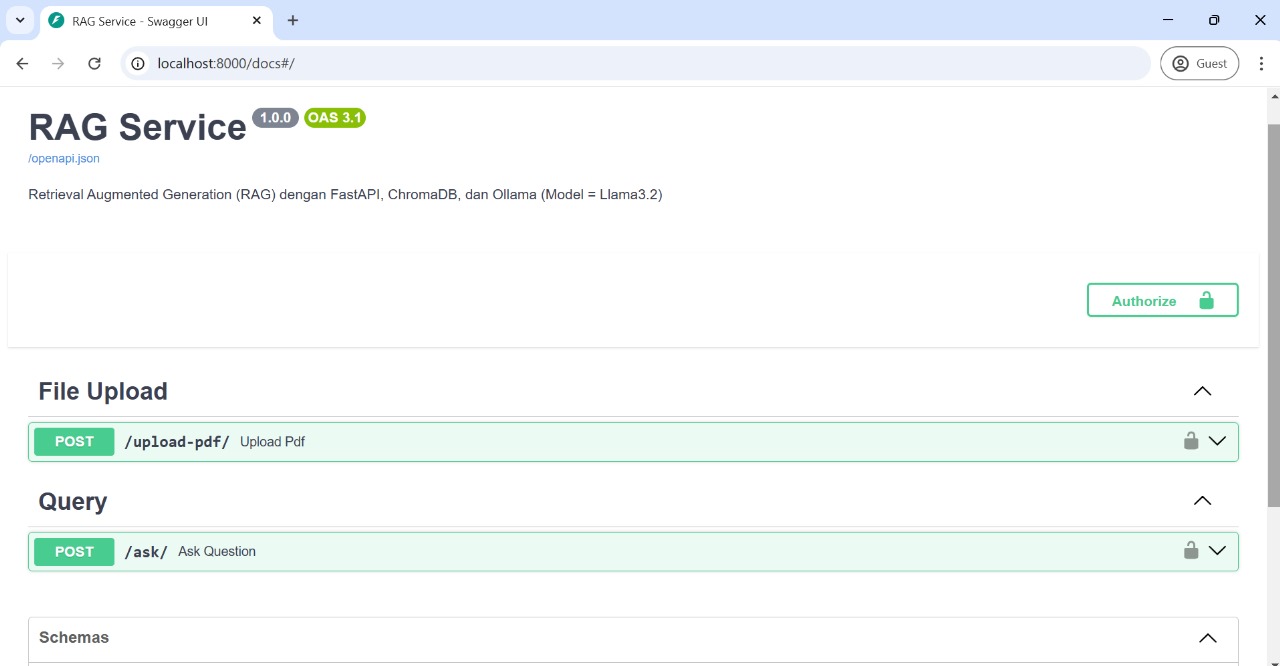 RAG Service - Swagger UI
localhost:8000/docs#/
Guest
RAG Service 1.0.0 OAS 3.1
/openapi.json
Retrieval Augmented Generation (RAG) dengan FastAPI, ChromaDB, dan Ollama (Model = Llama3.2)
Authorize
File Upload
POST /upload-pdf/ Upload Pdf
Query
POST /ask/ Ask Question
Schemas